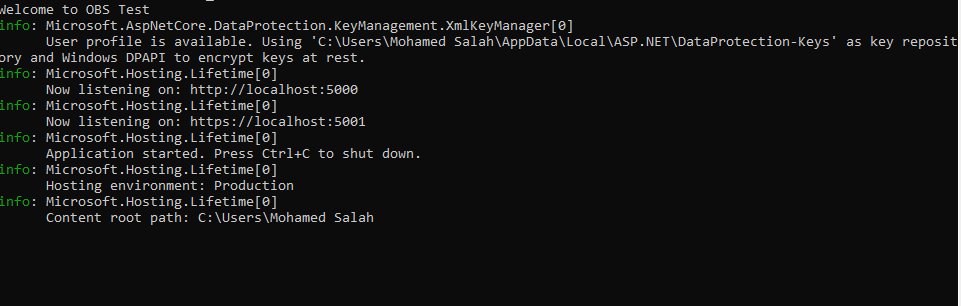 Welcome to OBS Test
info: Microsoft.AspNetCore.DataProtection.KeyManagement.XmlKeyManager[0]
User profile is available. Using 'C:\Users\Mohamed Salah\AppData\Local\ASP.NET\DataProtection-Keys' as key reposit
ory and Windows DPAPI to encrypt keys at rest.
info: Microsoft.Hosting.Lifetime[0]
Now listening on: http://localhost:5000
info: Microsoft.Hosting.Lifetime[0]
Now listening on: https://localhost:5001
info: Microsoft.Hosting.Lifetime[0]
Application started. Press Ctrl+C to shut down.
info: Microsoft.Hosting.Lifetime[0]
Hosting environment: Production
info: Microsoft.Hosting.Lifetime[0]
Content root path: C:\Users\Mohamed Salah